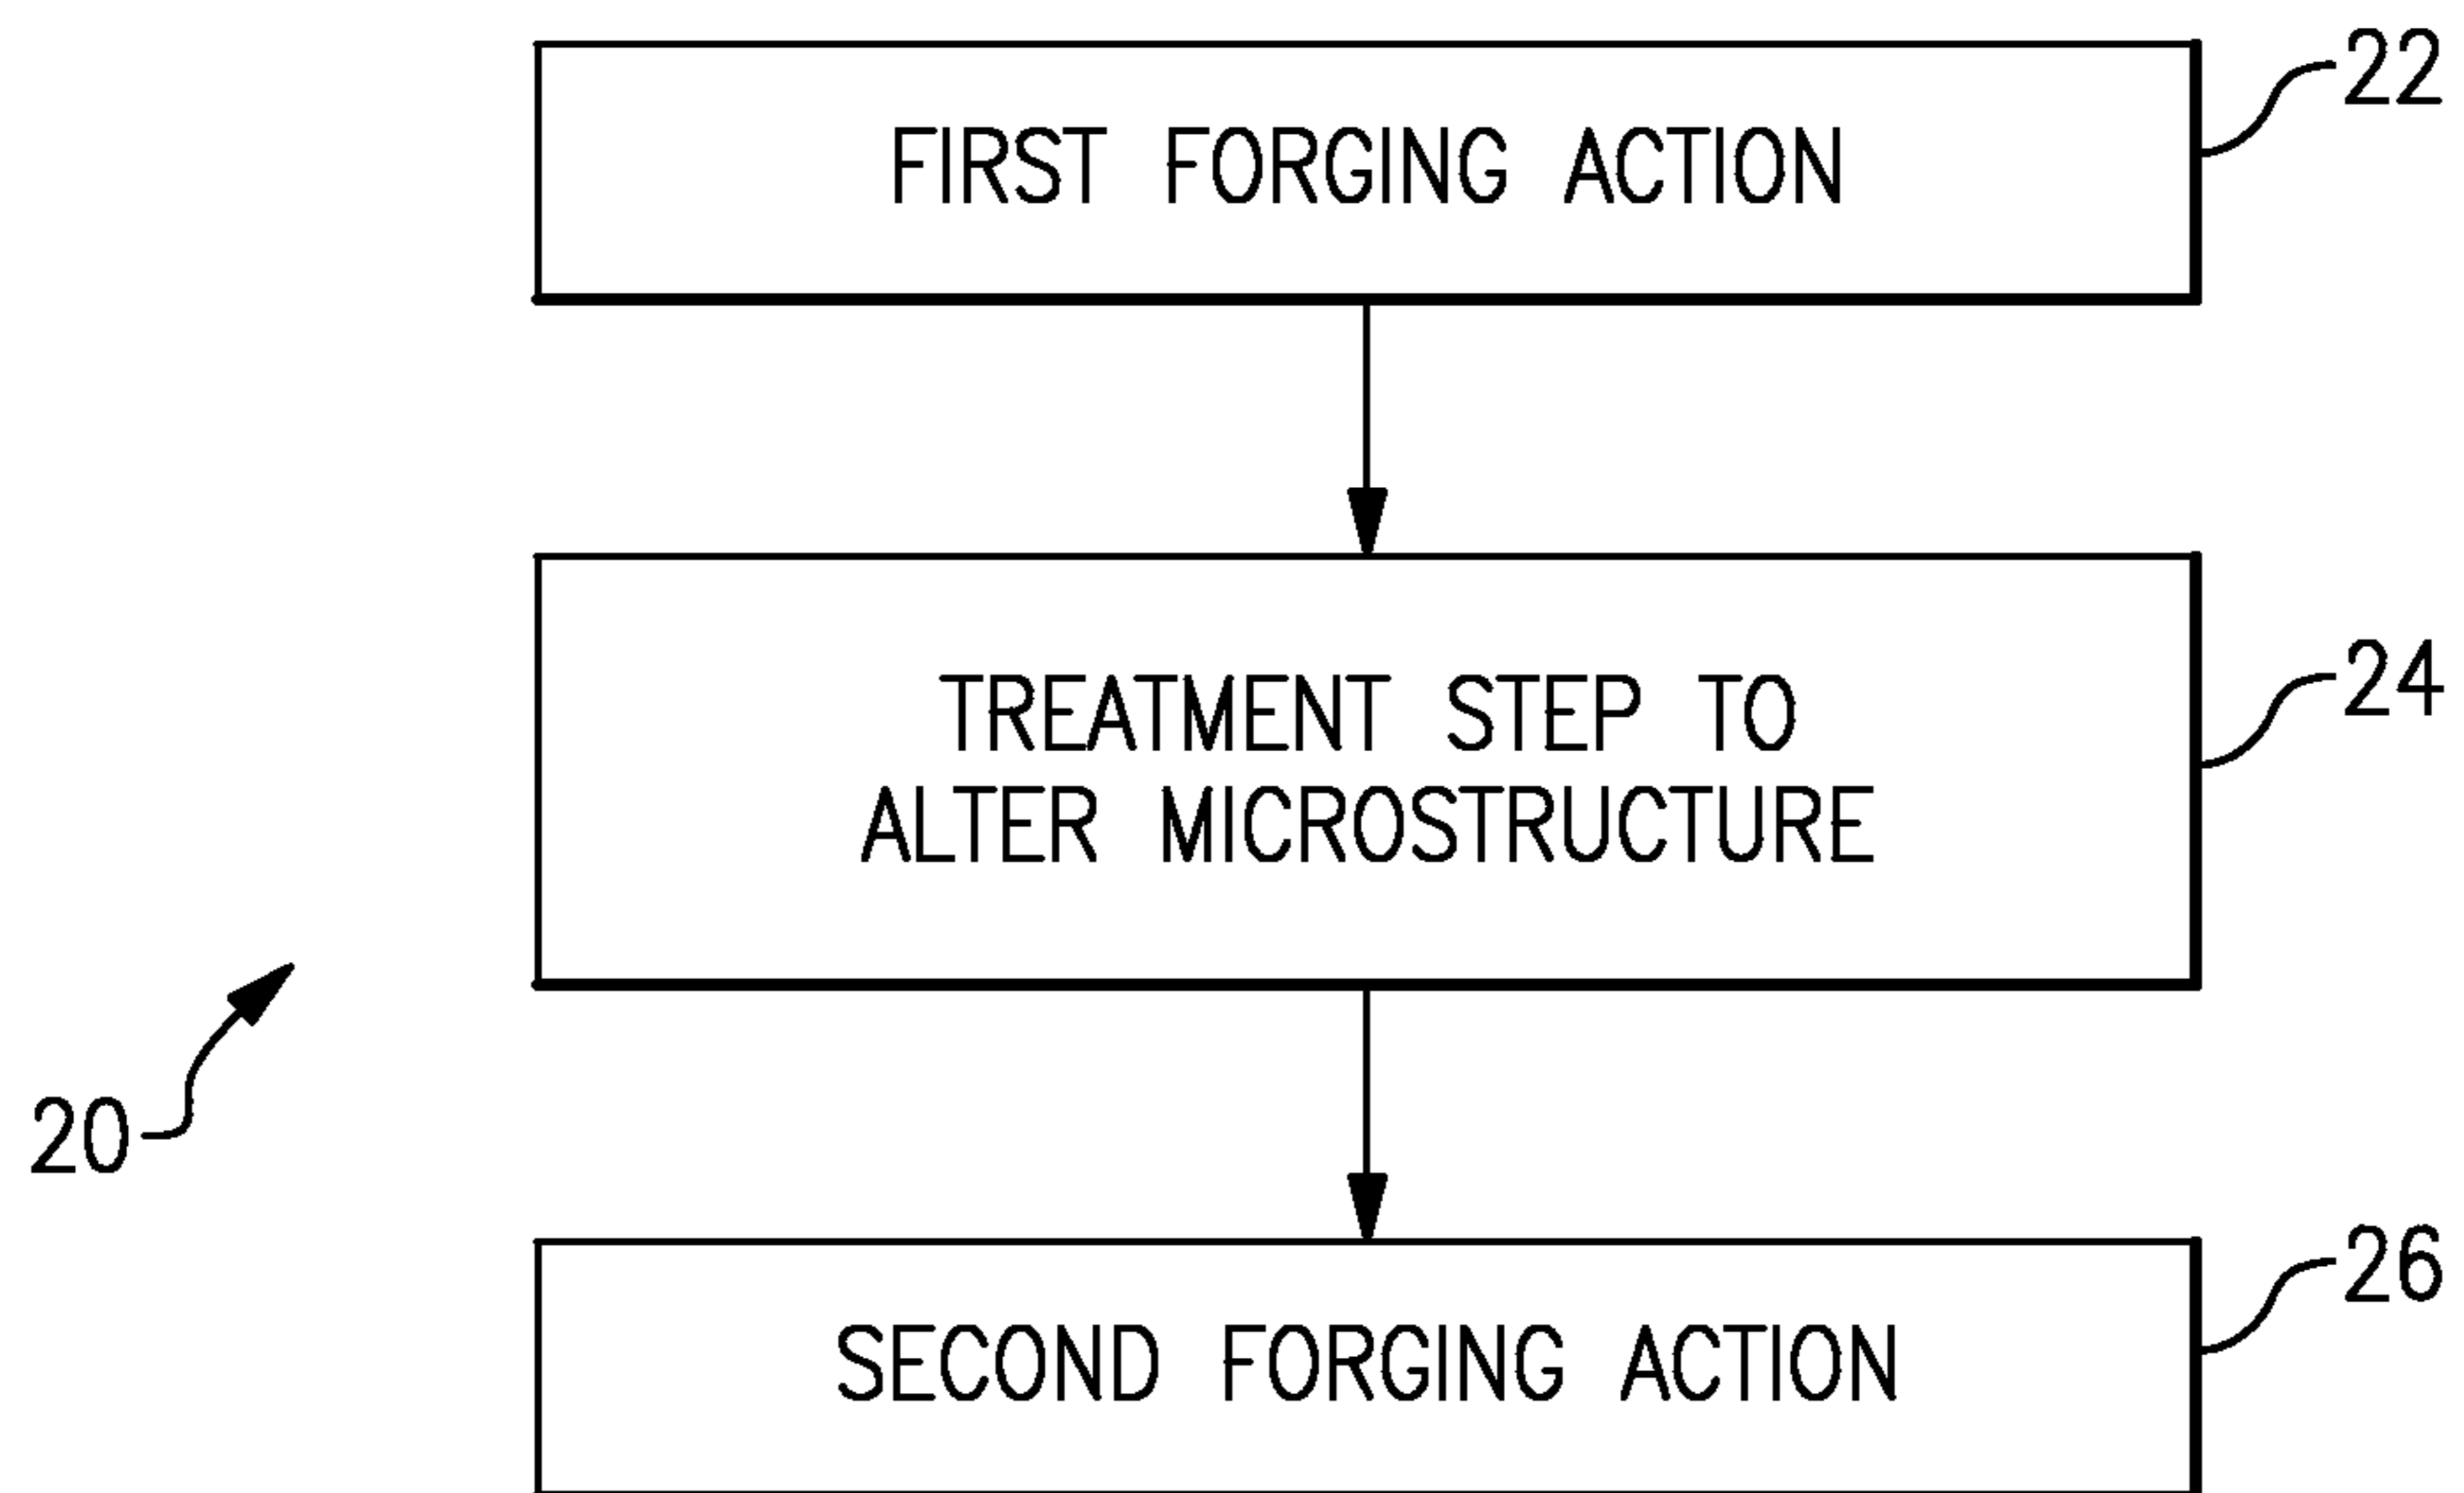 22
FIRST FORGING ACTION
24
TREATMENT STEP TO
ALTER MICROSTRUCTURE
20
26
SECOND FORGING ACTION